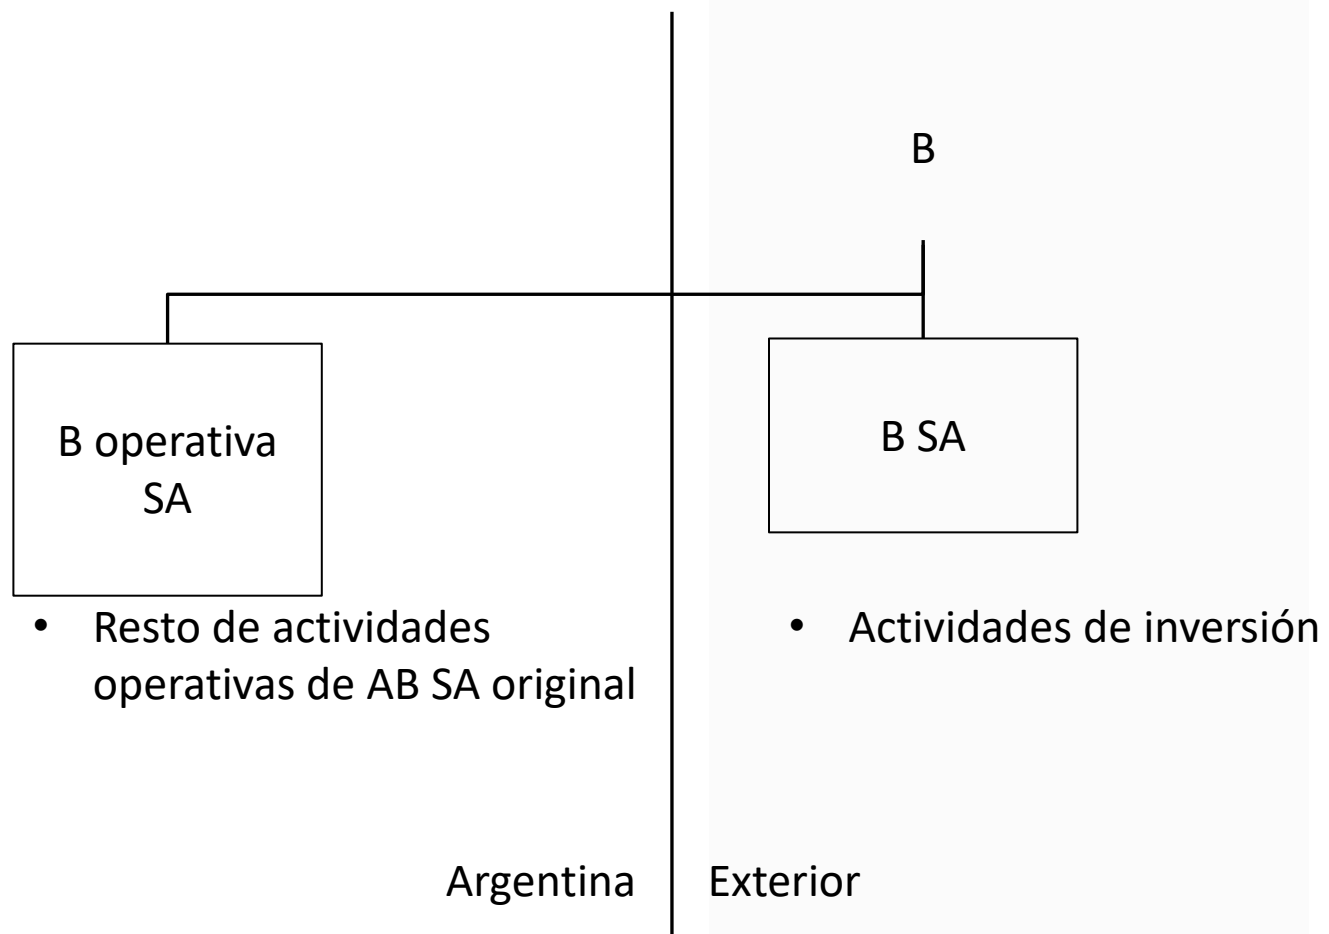 B
B operativa
SA
B SA
• Resto de actividades
operativas de AB SA original
• Actividades de inversión
Argentina
Exterior